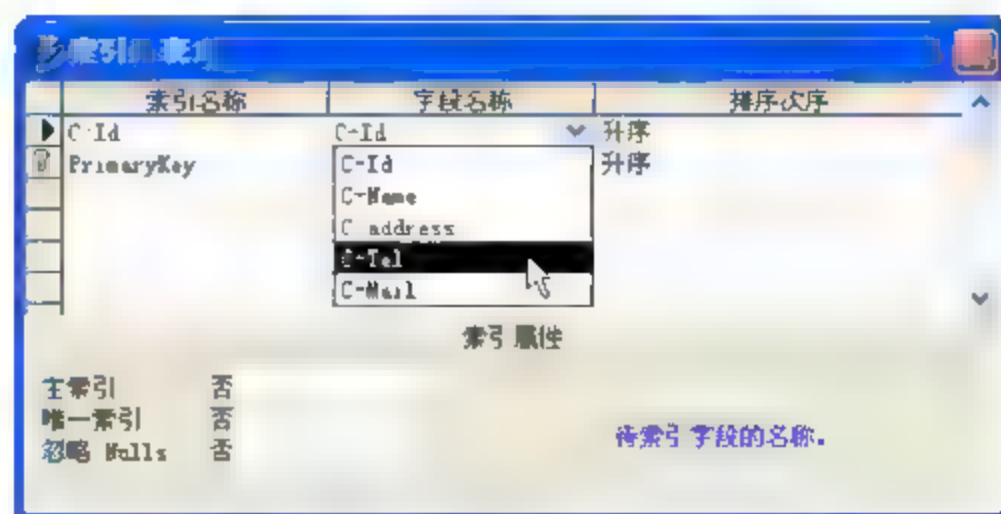 索引名称 字段名称 排序次序
C-Id C-Id 升序
PrimaryKey 升序
C-Id
C-Name
C address
C-Tel
C-Mail
索引属性
主索引 否
唯一索引 否
忽略 Nulls 否
待索引字段的名称。